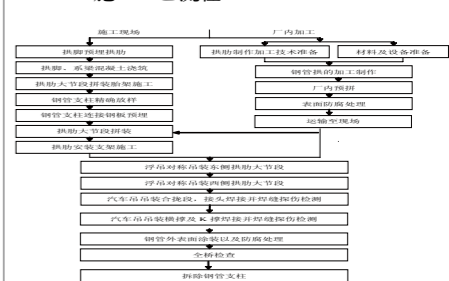 施工现场
厂内加工
拱脚预埋拱肋
拱肋制作加工技术准备
材料及设备准备
拱脚、系梁混凝土浇筑
钢管拱的加工制作
拱肋大节段拼装胎架施工
厂内预拼
钢管支柱精确放样
表面防腐处理
钢管支柱连接钢板预埋
运输至现场
拱肋大节段拼装
拱肋安装支架施工
浮吊对称吊装东侧拱肋大节段
浮吊对称吊装西侧拱肋大节段
汽车吊吊装合拢段，接头焊接并焊缝探伤检测
汽车吊吊装横撑及 K 撑焊接并焊缝探伤检测
钢管外表面涂装以及防腐处理
全桥检查
拆除钢管支柱